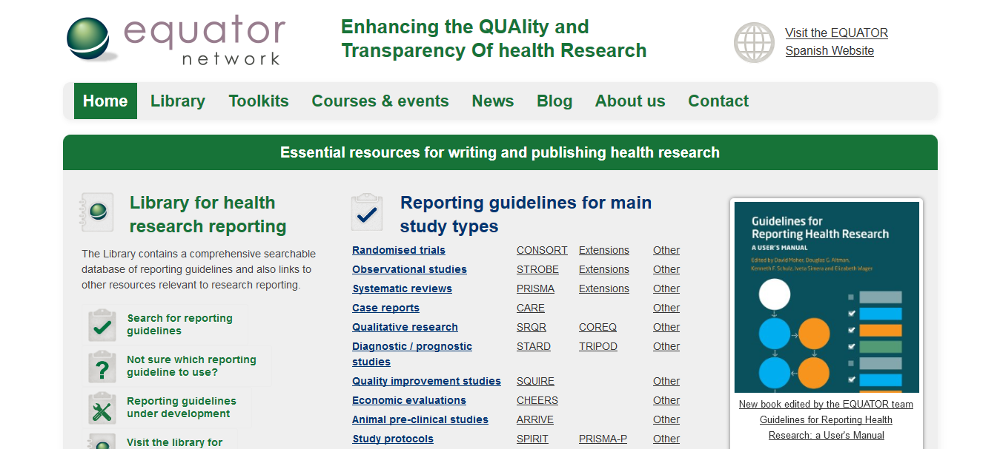 equator
network
Enhancing the QUAlity and
Transparency Of health Research
Visit the EQUATOR
Spanish Website
Home Library Toolkits Courses & events News Blog About us Contact
Essential resources for writing and publishing health research
Library for health
research reporting
The Library contains a comprehensive searchable
database of reporting guidelines and also links to
other resources relevant to research reporting.
Search for reporting
guidelines
Not sure which reporting
guideline to use?
Reporting guidelines
under development
Visit the library for
Reporting guidelines for main
study types
Randomised trials CONSORT Extensions Other
Observational studies STROBE Extensions Other
Systematic reviews PRISMA Extensions Other
Case reports CARE Other
Qualitative research SRQR COREQ Other
Diagnostic / prognostic STARD TRIPOD Other
studies
Quality improvement studies SQUIRE Other
Economic evaluations CHEERS Other
Animal pre-clinical studies ARRIVE Other
Study protocols SPIRIT PRISMA-P Other
Guidelines for
Reporting Health Research
A USER'S MANUAL
Edited by David Moher, Douglas G. Altman,
Kenneth F. Schulz, Iveta Simera and Elizabeth Wager
New book edited by the EQUATOR team
Guidelines for Reporting Health
Research: a User's Manual